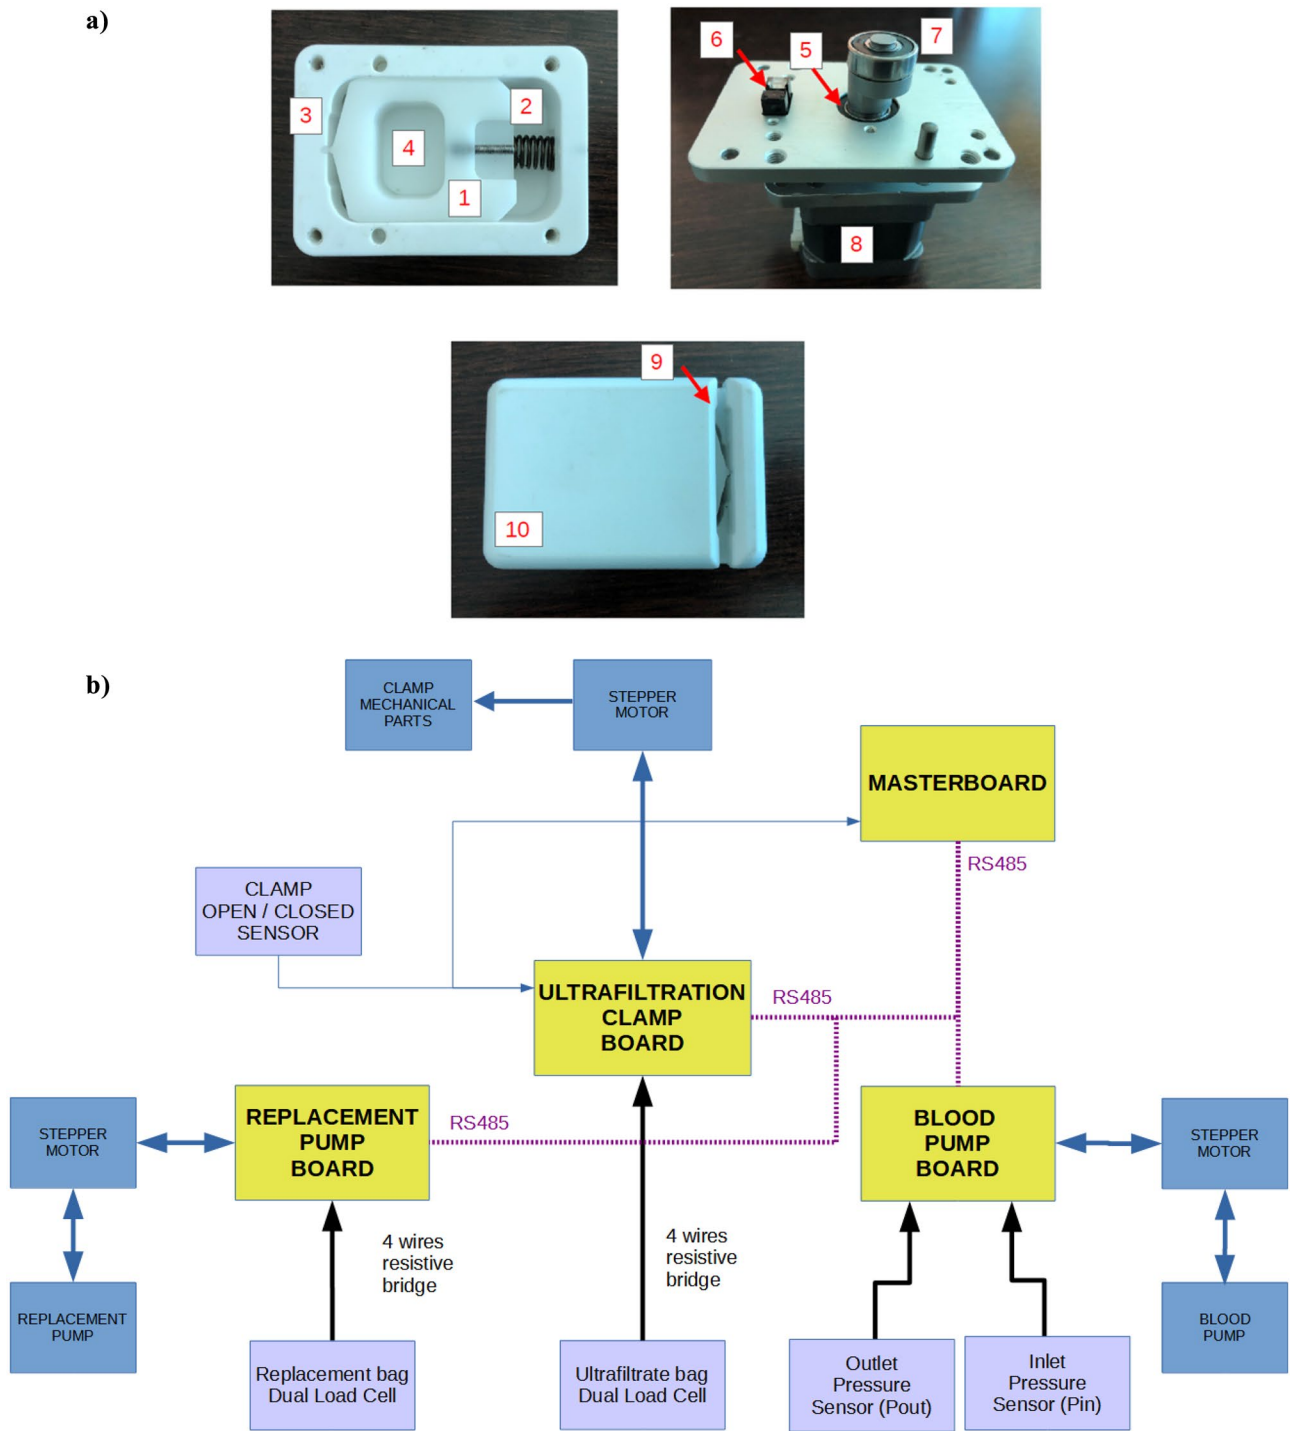 a)
3
2
4
1
6
5
7
8
9
10
b)
CLAMP
MECHANICAL
PARTS
STEPPER
MOTOR
MASTERBOARD
RS485
CLAMP
OPEN / CLOSED
SENSOR
ULTRAFILTRATION
CLAMP
BOARD
RS485
STEPPER
MOTOR
REPLACEMENT
PUMP
BOARD
RS485
BLOOD
PUMP
BOARD
STEPPER
MOTOR
4 wires
resistive
bridge
4 wires
resistive
bridge
REPLACEMENT
PUMP
BLOOD
PUMP
Replacement bag
Dual Load Cell
Ultrafiltrate bag
Dual Load Cell
Outlet
Pressure
Sensor (Pout)
Inlet
Pressure
Sensor (Pin)